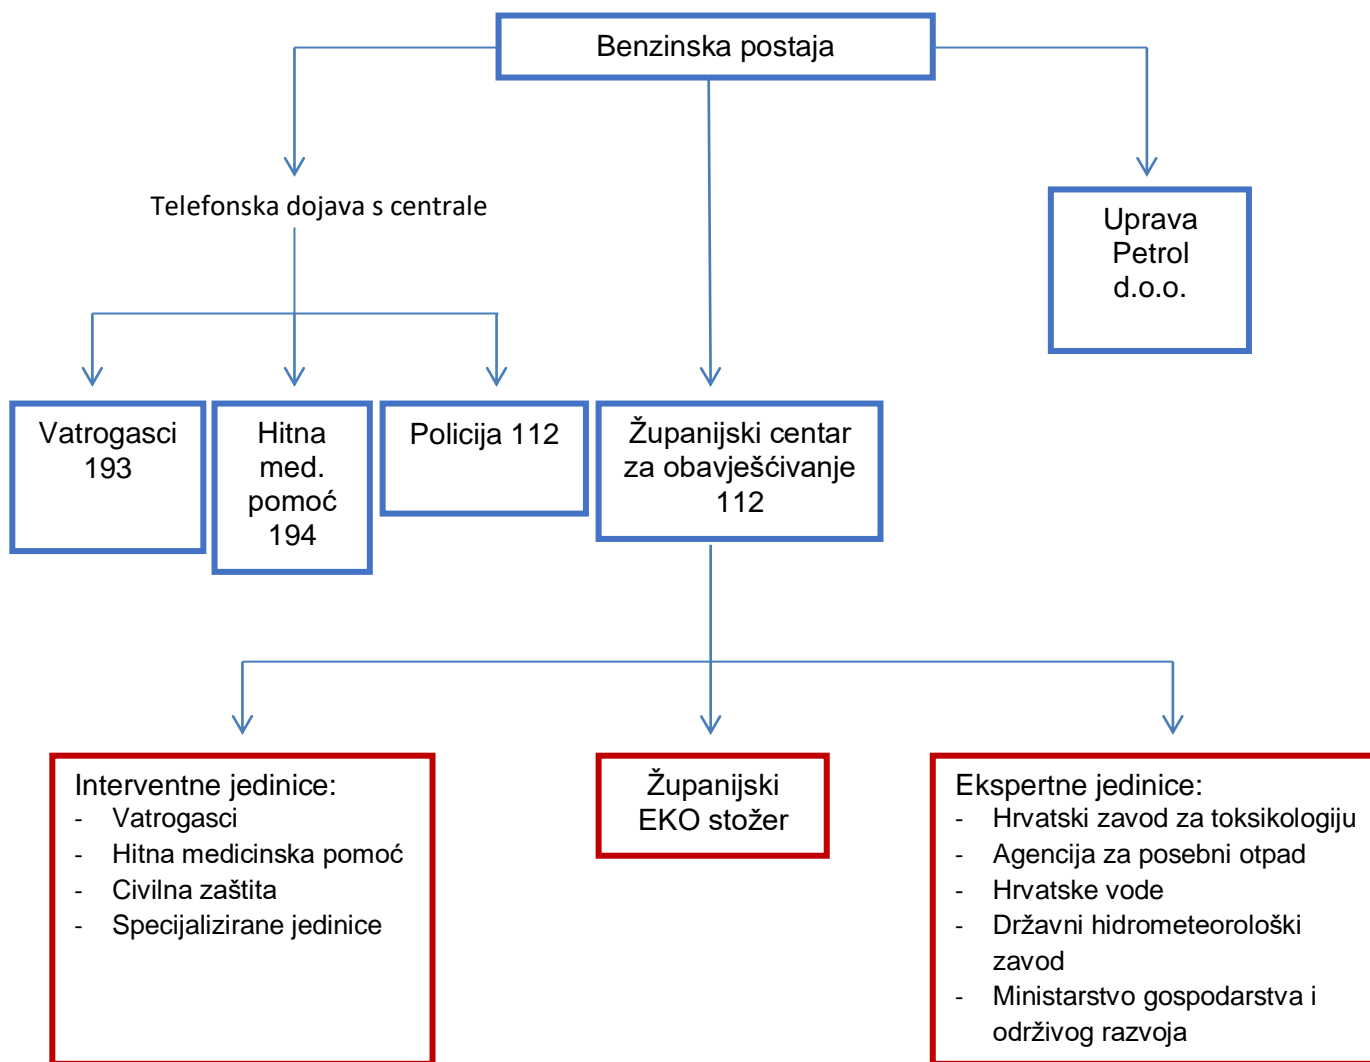 Benzinska postaja
Telefonska dojava s centrale
Uprava
Petrol
d.o.o.
Vatrogasci
193
Hitna
med.
pomoć
194
Policija 112
Županijski centar
za obavješćivanje
112
Interventne jedinice:
- Vatrogasci
- Hitna medicinska pomoć
- Civilna zaštita
- Specijalizirane jedinice
Županijski
EKO stožer
Ekspertne jedinice:
- Hrvatski zavod za toksikologiju
- Agencija za posebni otpad
- Hrvatske vode
- Državni hidrometeorološki
zavod
- Ministarstvo gospodarstva i
održivog razvoja